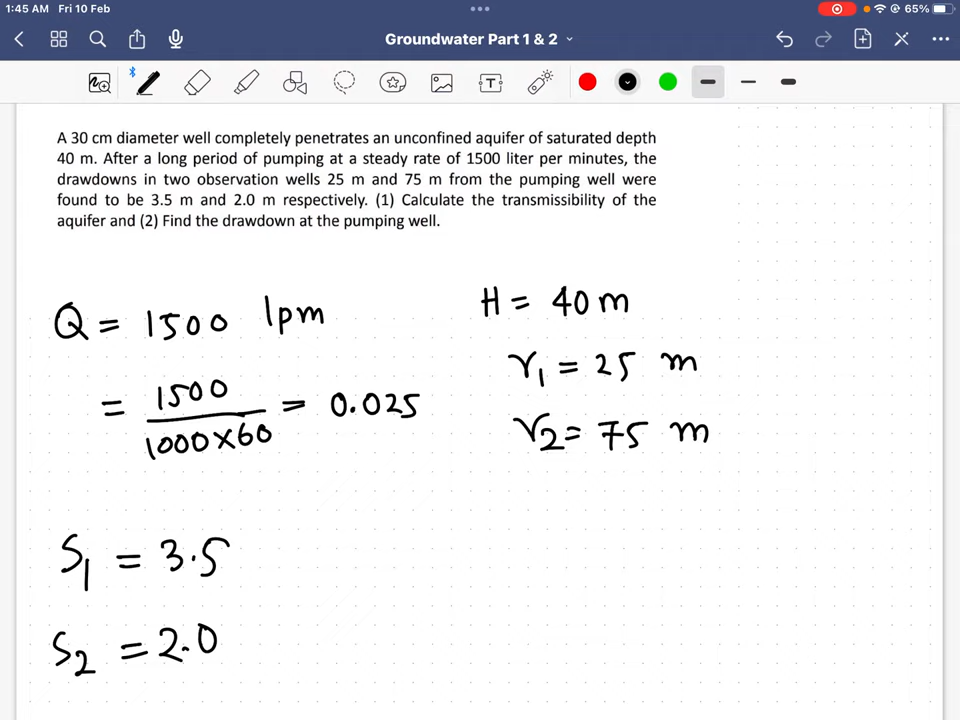 1:45 AM Fri 10 Feb
65%
Groundwater Part 1 & 2
A 30 cm diameter well completely penetrates an unconfined aquifer of saturated depth
40 m. After a long period of pumping at a steady rate of 1500 liter per minutes, the
drawdowns in two observation wells 25 m and 75 m from the pumping well were
found to be 3.5 m and 2.0 m respectively. (1) Calculate the transmissibility of the
aquifer and (2) Find the drawdown at the pumping well.
Q = 1500 lpm
= 1500 / 1000×60 = 0.025
S1 = 3.5
S2 = 2.0
H = 40 m
r1 = 25 m
r2 = 75 m